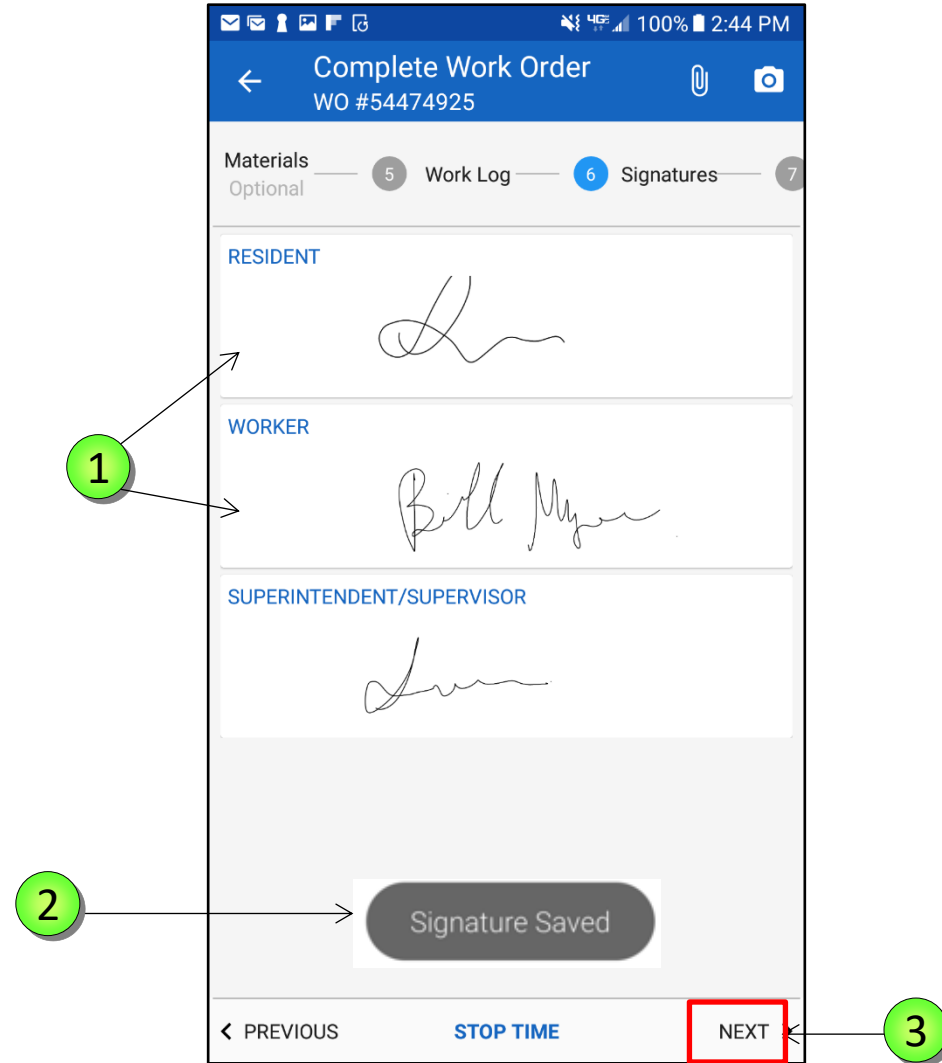 100% 2:44 PM
Complete Work Order
WO #54474925
Materials
Optional
5 Work Log 6 Signatures 7
RESIDENT
1
WORKER
Bill
SUPERINTENDENT/SUPERVISOR
2
Signature Saved
PREVIOUS STOP TIME NEXT
3